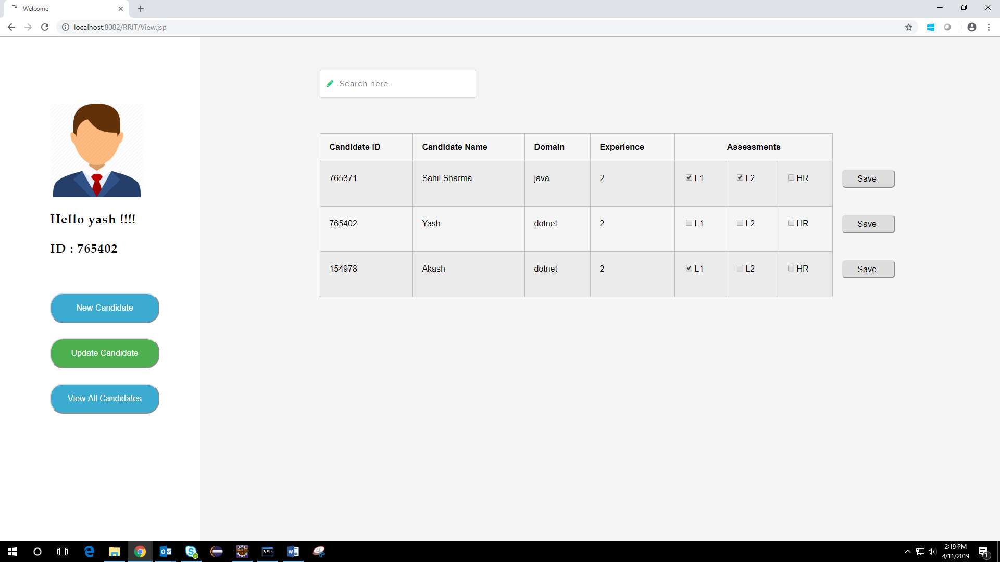 Welcome
localhost:8082/RRIT/View.jsp
Search here..
Candidate ID Candidate Name Domain Experience Assessments
765371 Sahil Sharma java 2 L1 L2 HR Save
765402 Yash dotnet 2 L1 L2 HR Save
154978 Akash dotnet 2 L1 L2 HR Save
Hello yash !!!!
ID : 765402
New Candidate
Update Candidate
View All Candidates
2:19 PM
4/11/2019
1